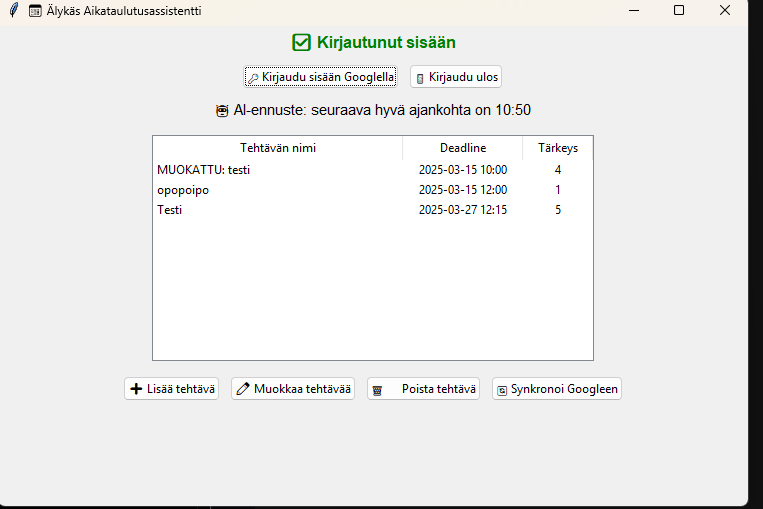 Älykäs Aikataulutusassistentti
Kirjautunut sisään
Kirjaudu sisään Googlella Kirjaudu ulos
AI-ennuste: seuraava hyvä ajankohta on 10:50
Tehtävän nimi Deadline Tärkeys
MUOKATTU: testi 2025-03-15 10:00 4
opopoipo 2025-03-15 12:00 1
Testi 2025-03-27 12:15 5
Lisää tehtävä Muokkaa tehtävää Poista tehtävä Synkronoi Googleen